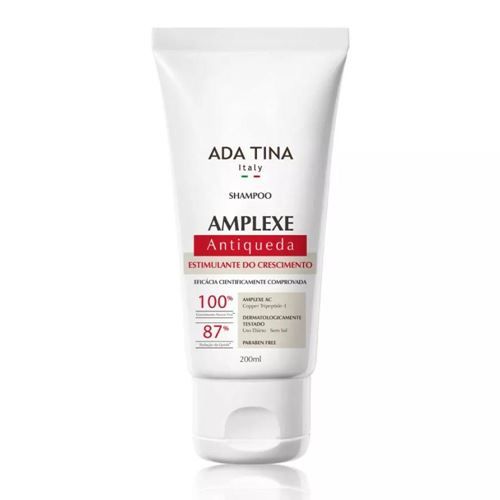 ADA TINA
Italy
SHAMPOO
AMPLEXE
Antiqueda
ESTIMULANTE DO CRESCIMENTO
EFICÁCIA CIENTIFICAMENTE COMPROVADA
100%
87%
AMPLEXE AC
Copper Tripeptide-1
DERMATOLOGICAMENTE
TESTADO
Uso Diário - Sem Sal
PARABEN FREE
200ml